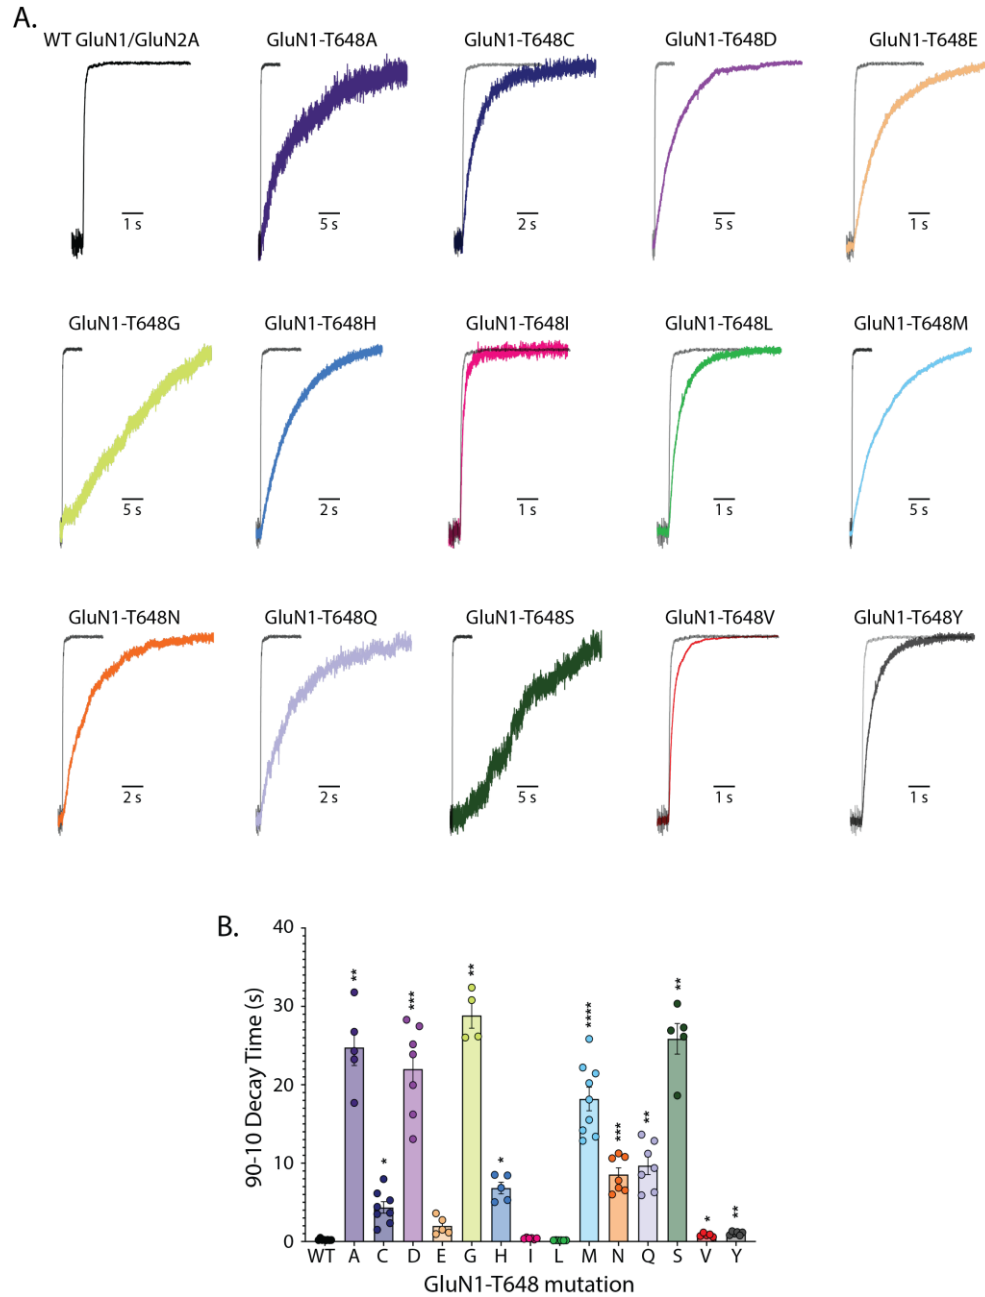 A.
WT GluN1/GluN2A
GluN1-T648A
GluN1-T648C
GluN1-T648D
GluN1-T648E
1 s
5 s
2 s
5 s
1 s
GluN1-T648G
GluN1-T648H
GluN1-T648I
GluN1-T648L
GluN1-T648M
5 s
2 s
1 s
1 s
5 s
GluN1-T648N
GluN1-T648Q
GluN1-T648S
GluN1-T648V
GluN1-T648Y
2 s
2 s
5 s
1 s
1 s
B.
90-10 Decay Time (s)
40
30
20
10
0
**
*
***
**
*
****
***
**
**
*
**
WT A C D E G H I L M N Q S V Y
GluN1-T648 mutation